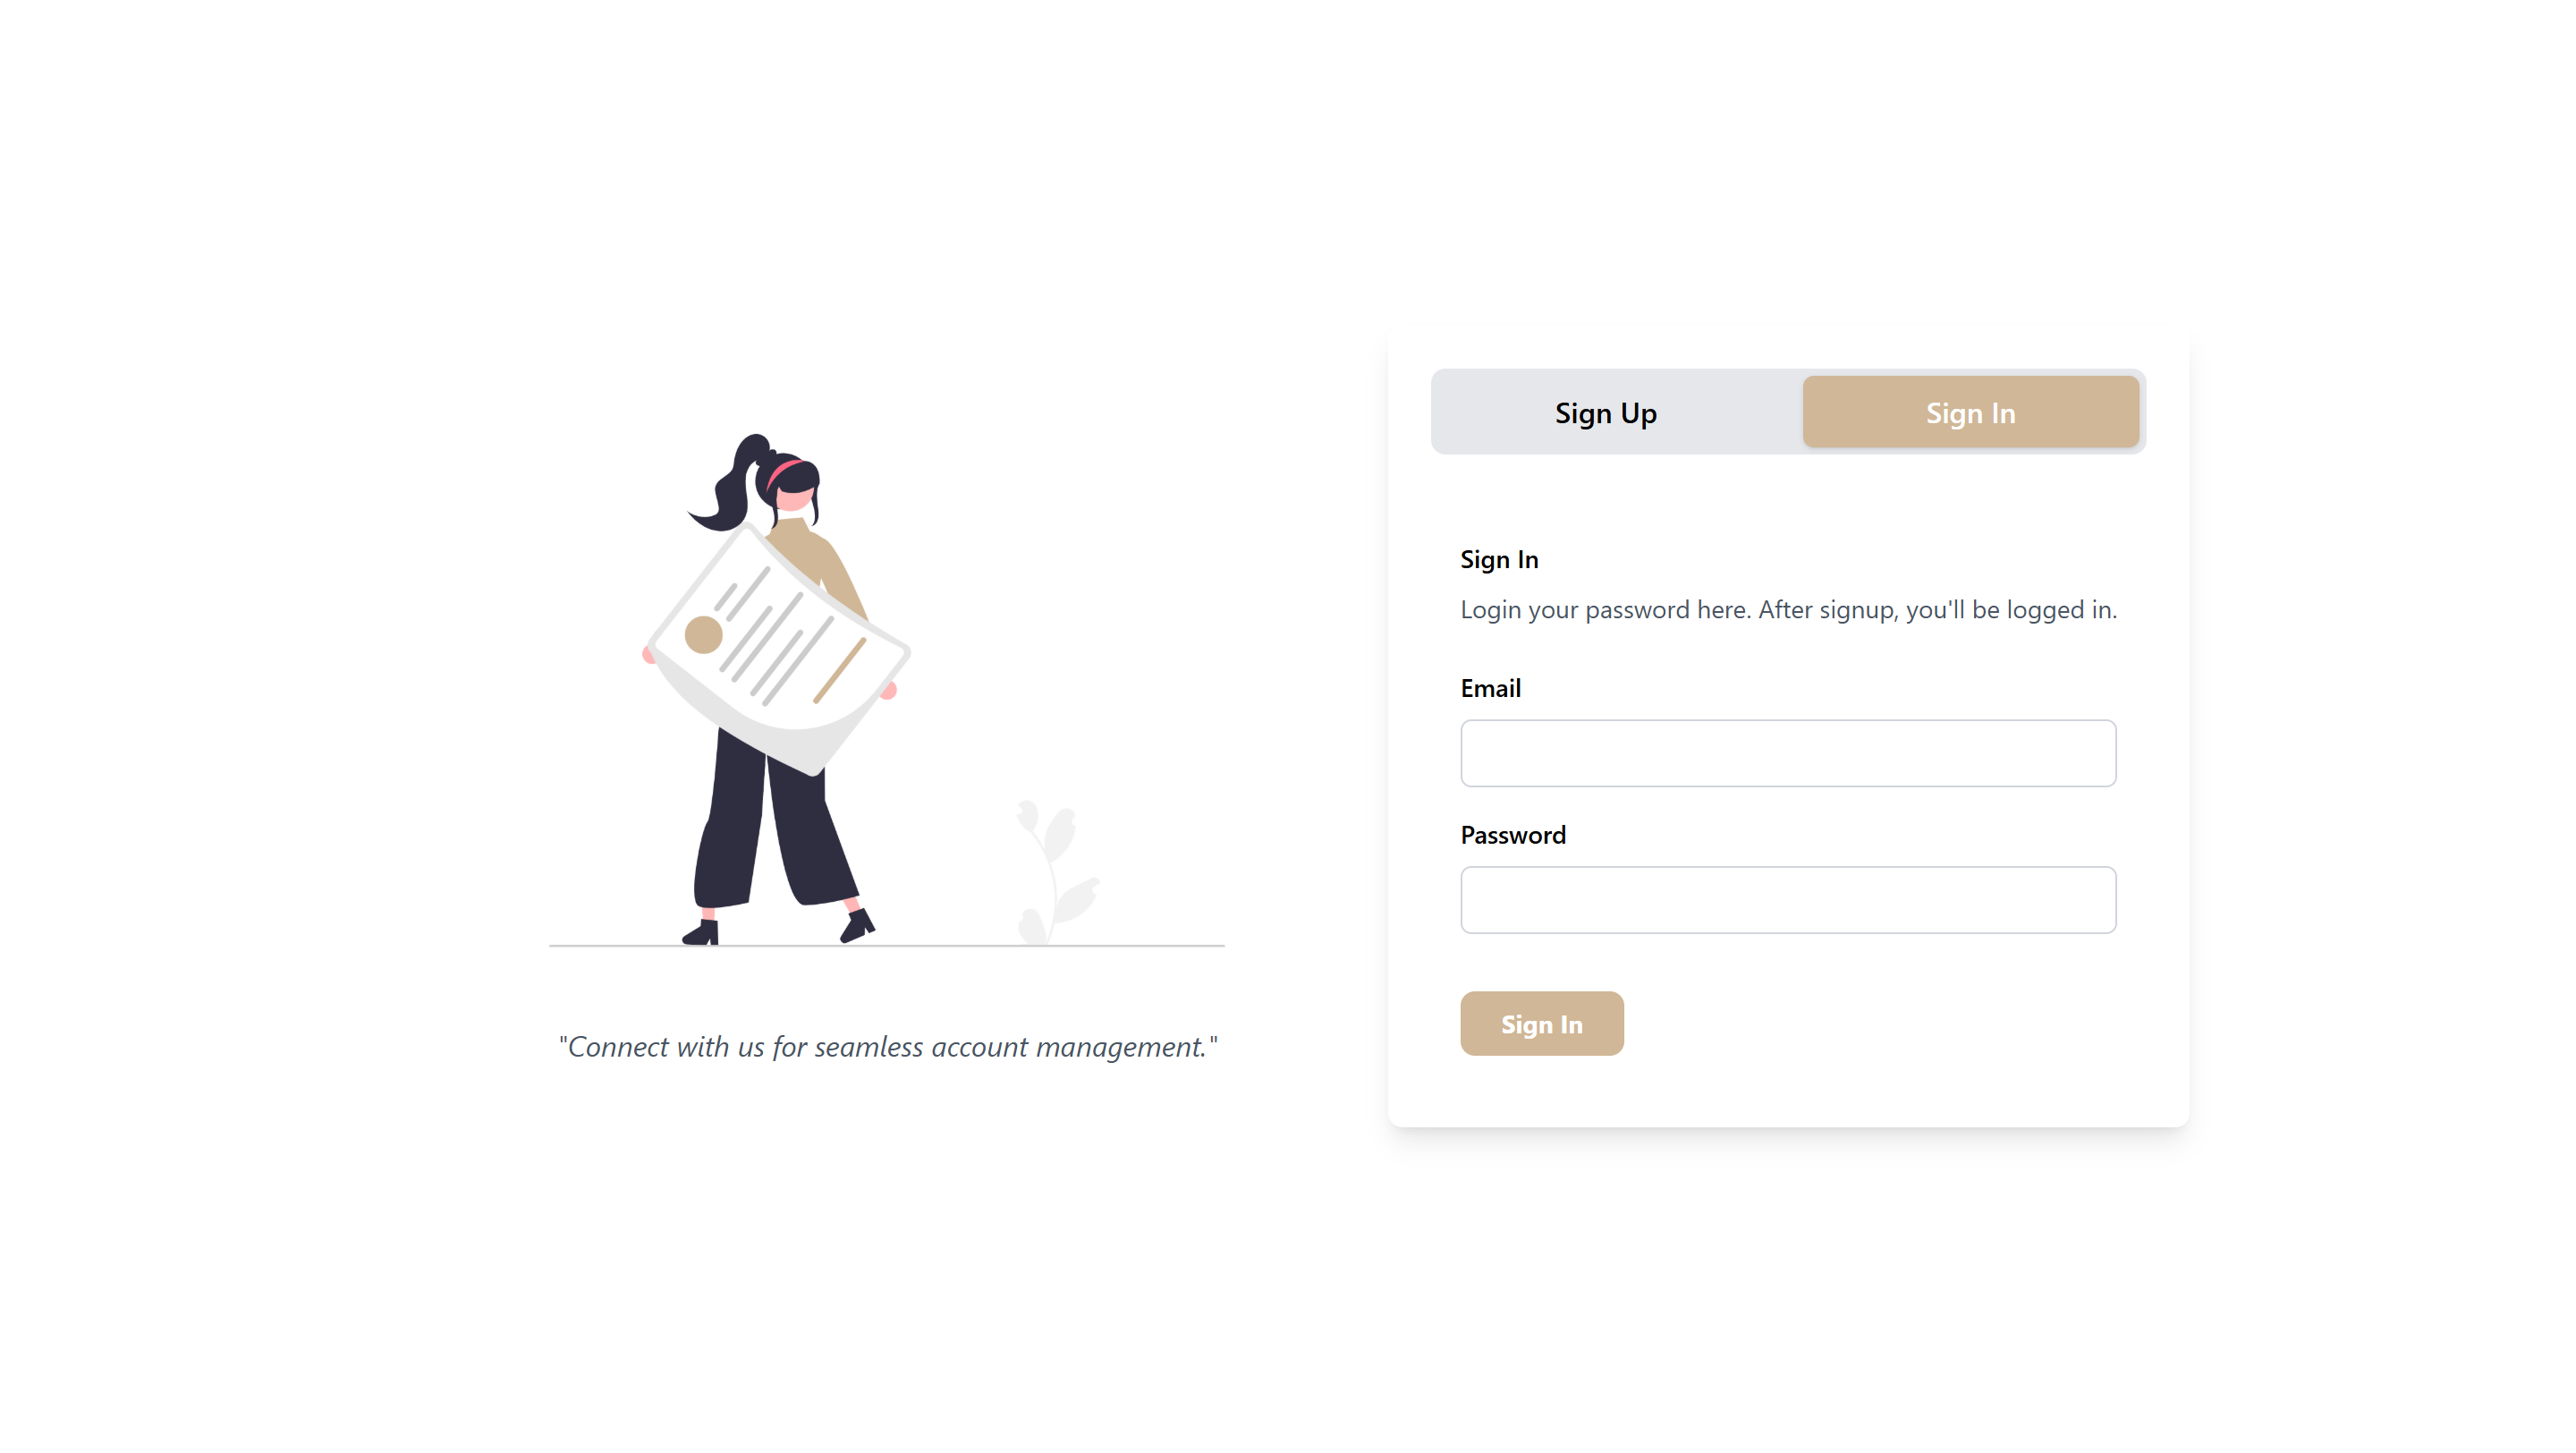 Sign Up
Sign In
Sign In
Login your password here. After signup, you'll be logged in.
Email
Password
Sign In
"Connect with us for seamless account management."